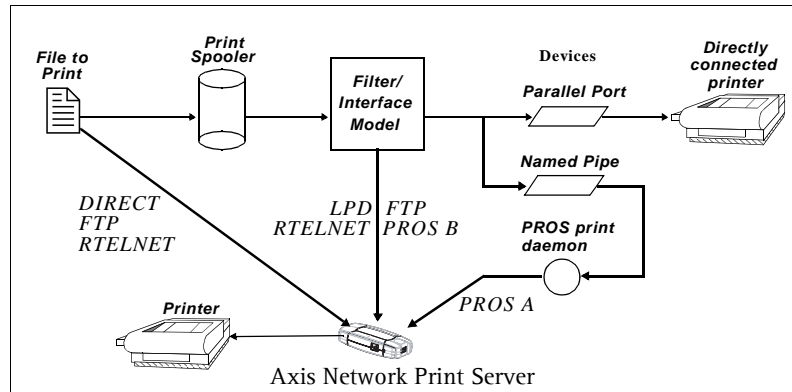 File to
Print
Print
Spooler
Filter/
Interface
Model
Devices
Parallel Port
Directly
connected
printer
Named Pipe
DIRECT
FTP
RTELNET
LPD FTP
RTELNET PROS B
PROS print
daemon
PROS A
Printer
Axis Network Print Server